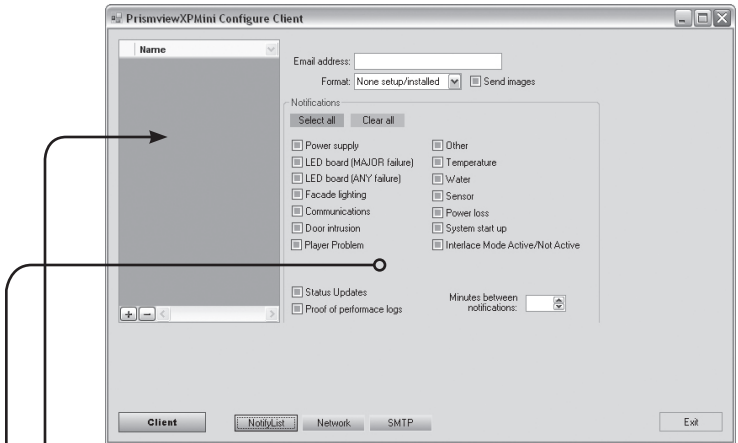 PrismviewXPMini Configure Client
Name
Email address:
Format: None setup/installed Send images
Notifications
Select all Clear all
Power supply
LED board (MAJOR failure)
LED board (ANY failure)
Facade lighting
Communications
Door intrusion
Player Problem
Other
Temperature
Water
Sensor
Power loss
System start up
Interlace Mode Active/Not Active
Status Updates
Proof of performace logs
Minutes between
notifications:
Client NotifyList Network SMTP Exit